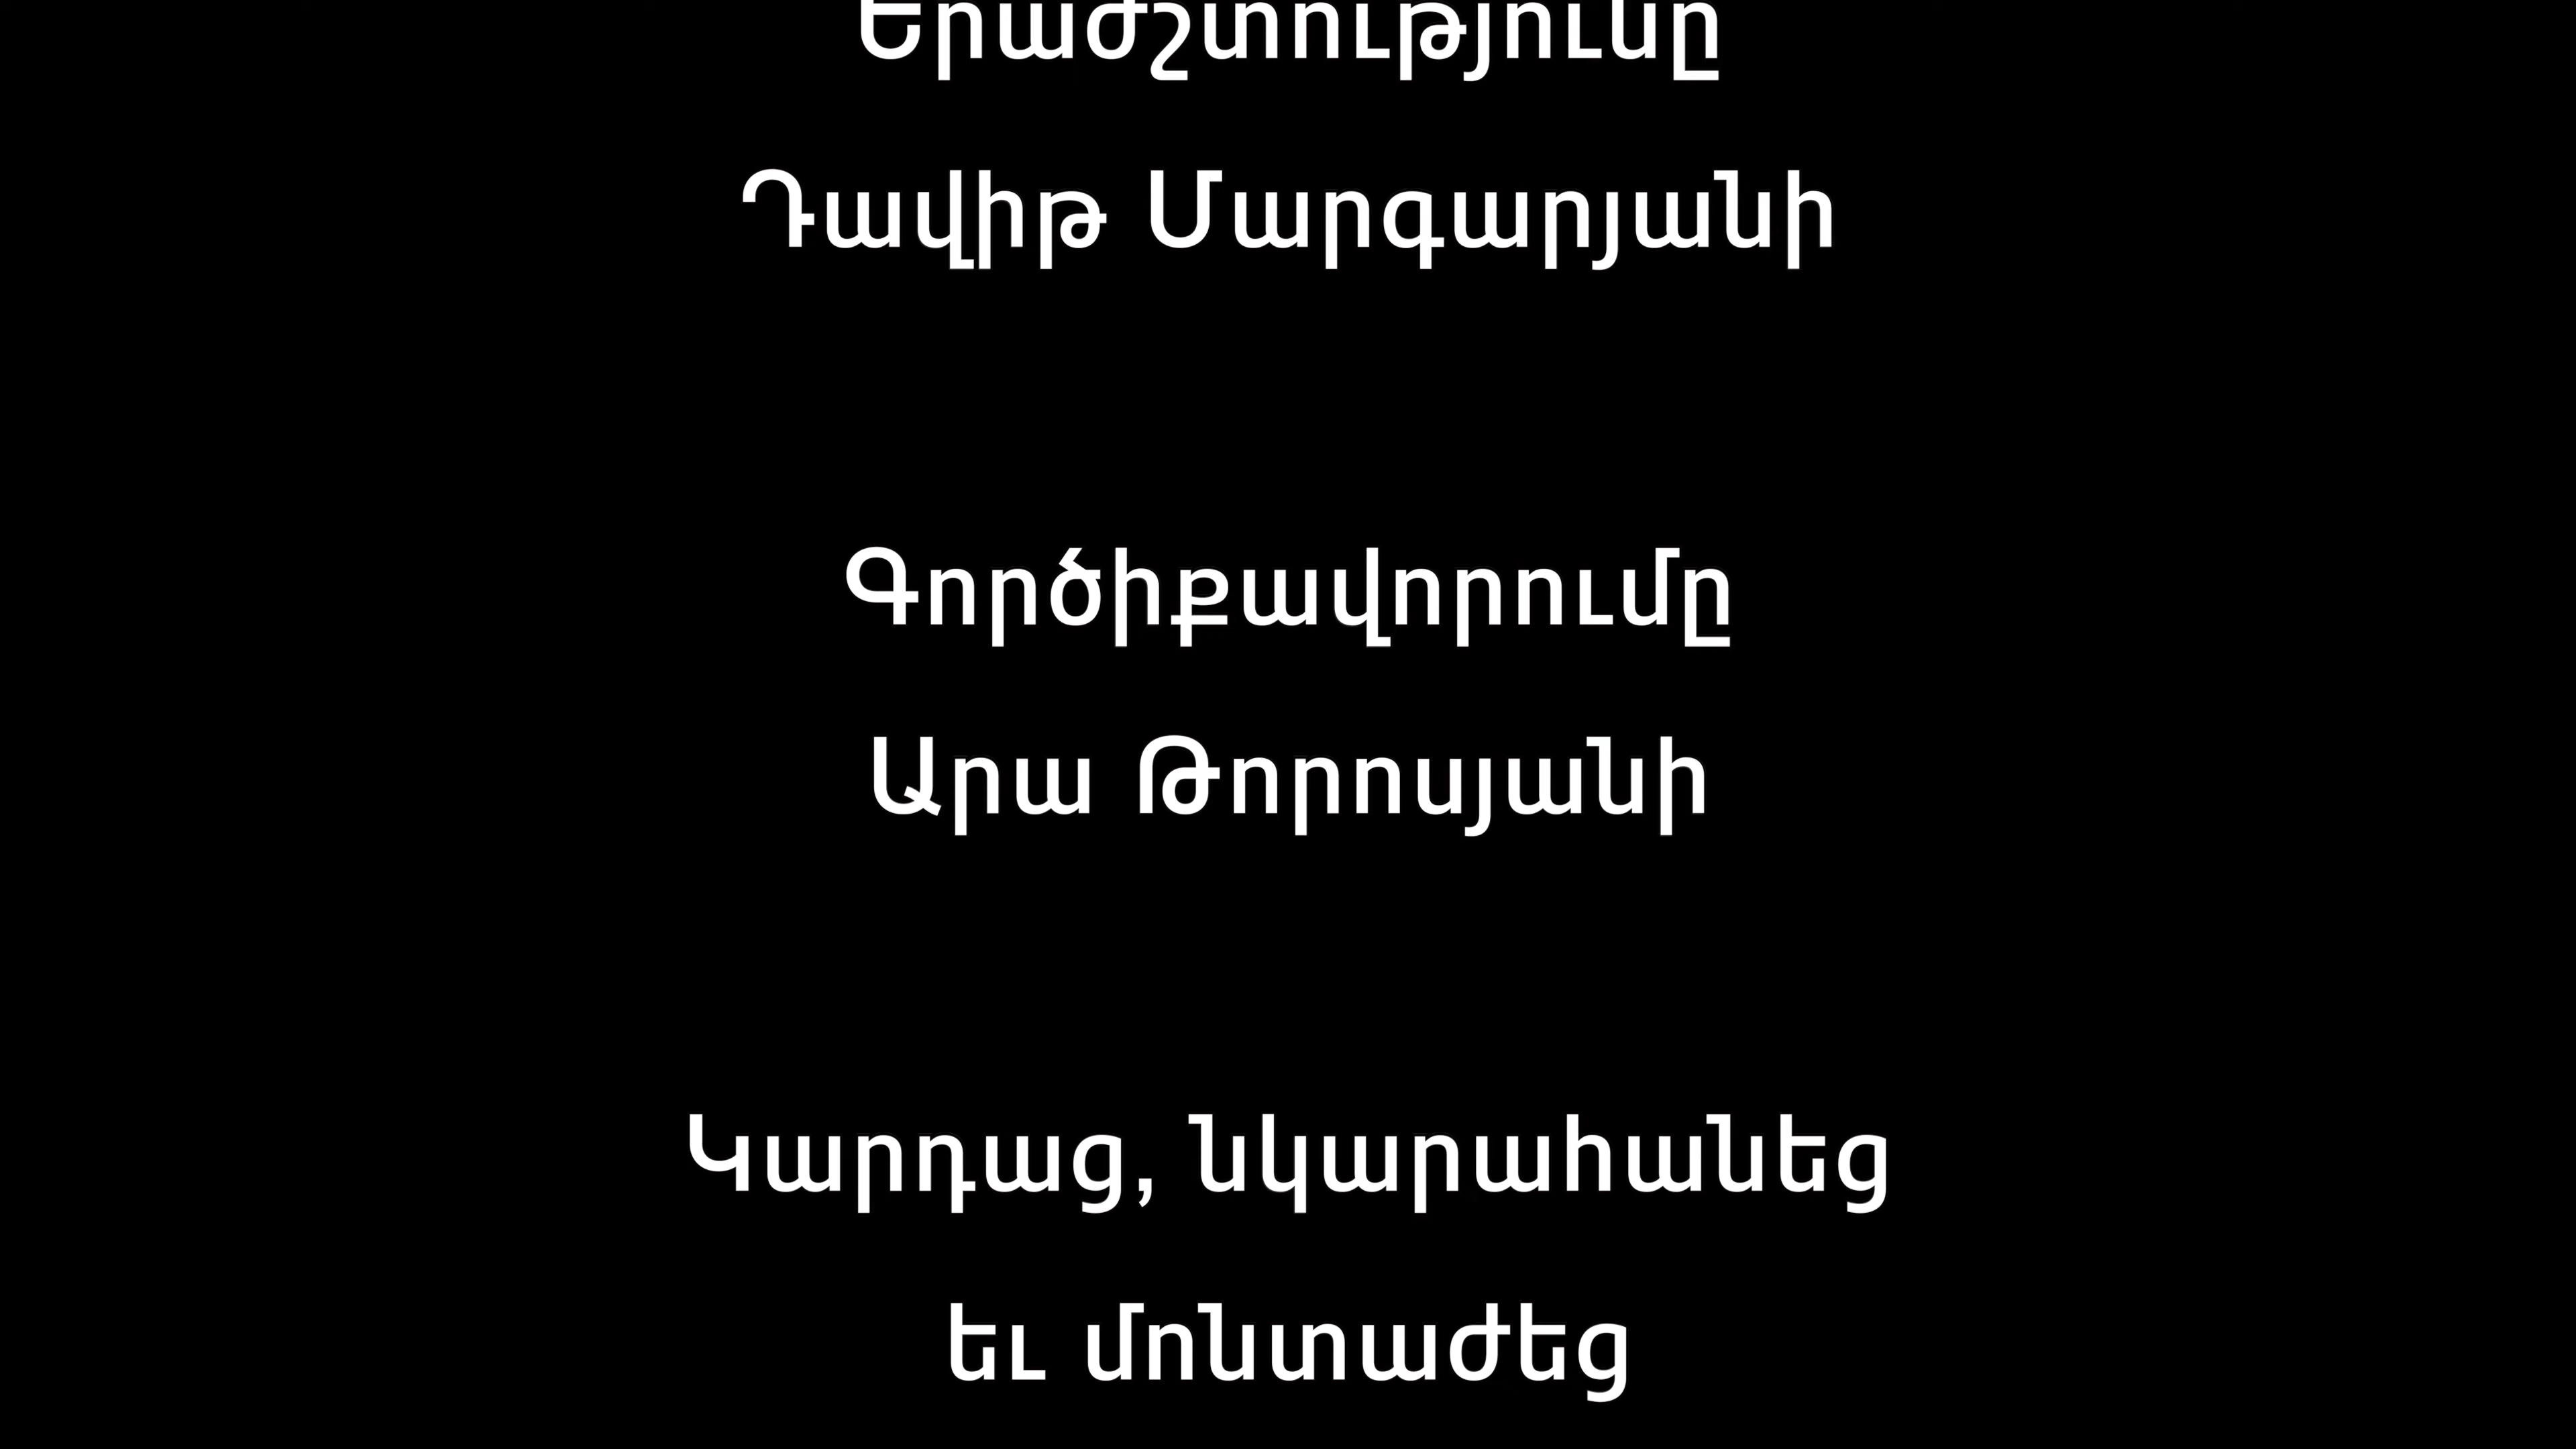 Երաժշտությունը
Դավիթ Մարգարյանի
Գործիքավորումը
Արա Թորոսյանի
Կարդաց, նկարահանեց
եւ մոնտաժեց